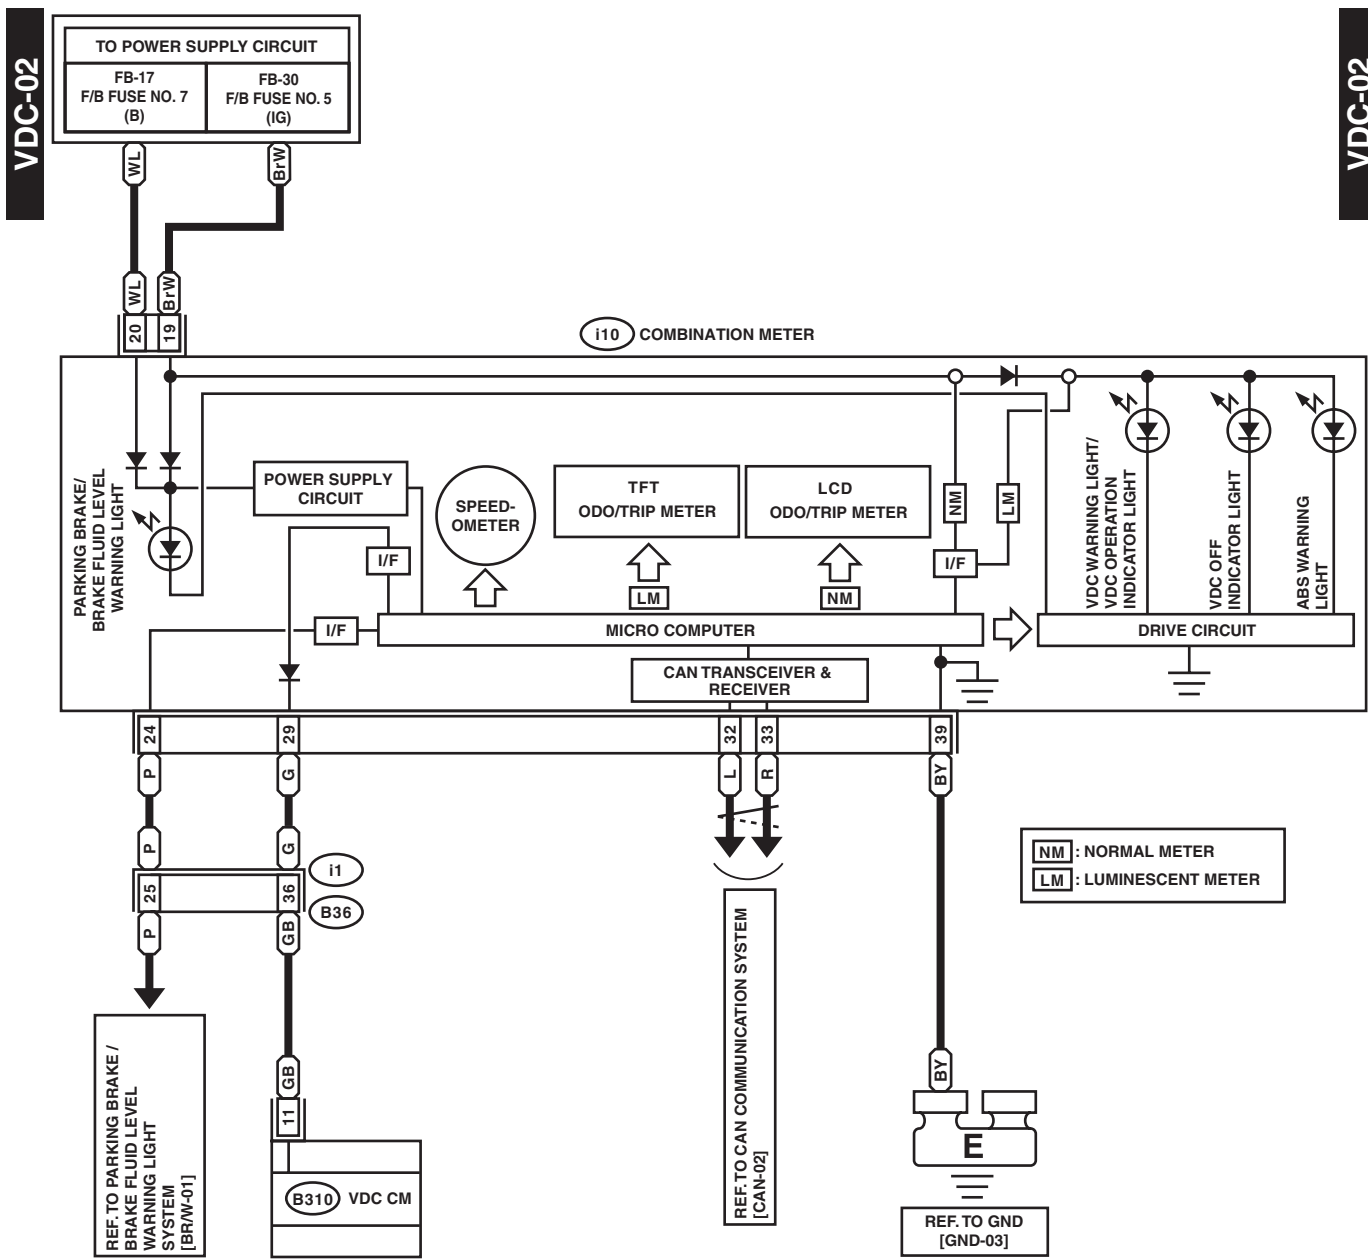 VDC-02
VDC-02
TO POWER SUPPLY CIRCUIT
FB-17
F/B FUSE NO. 7
(B)
FB-30
F/B FUSE NO. 5
(IG)
WL
BrW
WL
BrW
20
19
i10
COMBINATION METER
PARKING BRAKE/
BRAKE FLUID LEVEL
WARNING LIGHT
POWER SUPPLY
CIRCUIT
I/F
I/F
SPEED-
OMETER
TFT
ODO/TRIP METER
LM
LCD
ODO/TRIP METER
NM
NM
LM
I/F
VDC WARNING LIGHT/
VDC OPERATION
INDICATOR LIGHT
VDC OFF
INDICATOR LIGHT
ABS WARNING
LIGHT
MICRO COMPUTER
DRIVE CIRCUIT
CAN TRANSCEIVER &
RECEIVER
24
29
32
33
39
P
G
L
R
BY
P
G
i1
25
36
B36
P
GB
NM : NORMAL METER
LM : LUMINESCENT METER
GB
11
B310
VDC CM
BY
E
REF. TO PARKING BRAKE /
BRAKE FLUID LEVEL
WARNING LIGHT
SYSTEM
[BR/W-01]
REF. TO CAN COMMUNICATION SYSTEM
[CAN-02]
REF. TO GND
[GND-03]